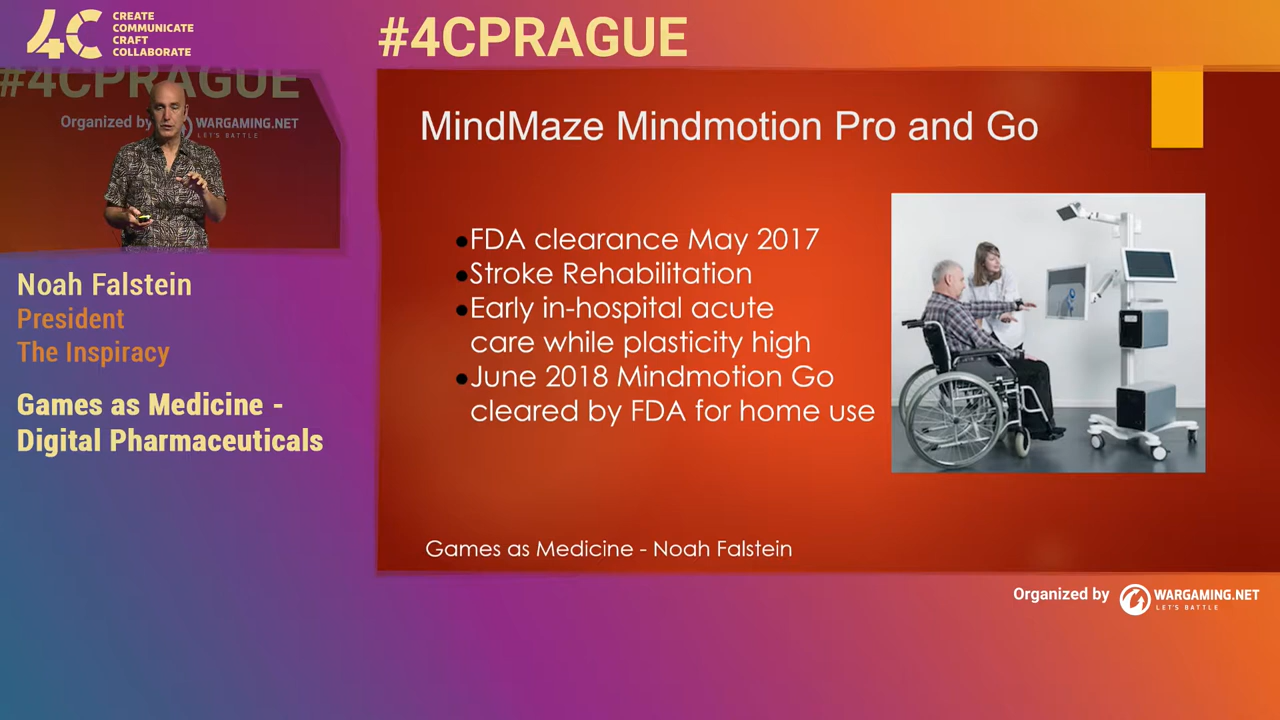 4C
CREATE
COMMUNICATE
CRAFT
COLLABORATE
#4CPRAGUE
#4CPRAGUE
Organized by
WARGAMING.NET
LET'S BATTLE
Noah Falstein
President
The Inspiracy
Games as Medicine -
Digital Pharmaceuticals
MindMaze Mindmotion Pro and Go
●FDA clearance May 2017
●Stroke Rehabilitation
●Early in-hospital acute
care while plasticity high
●June 2018 Mindmotion Go
cleared by FDA for home use
Games as Medicine - Noah Falstein
Organized by
WARGAMING.NET
LET'S BATTLE